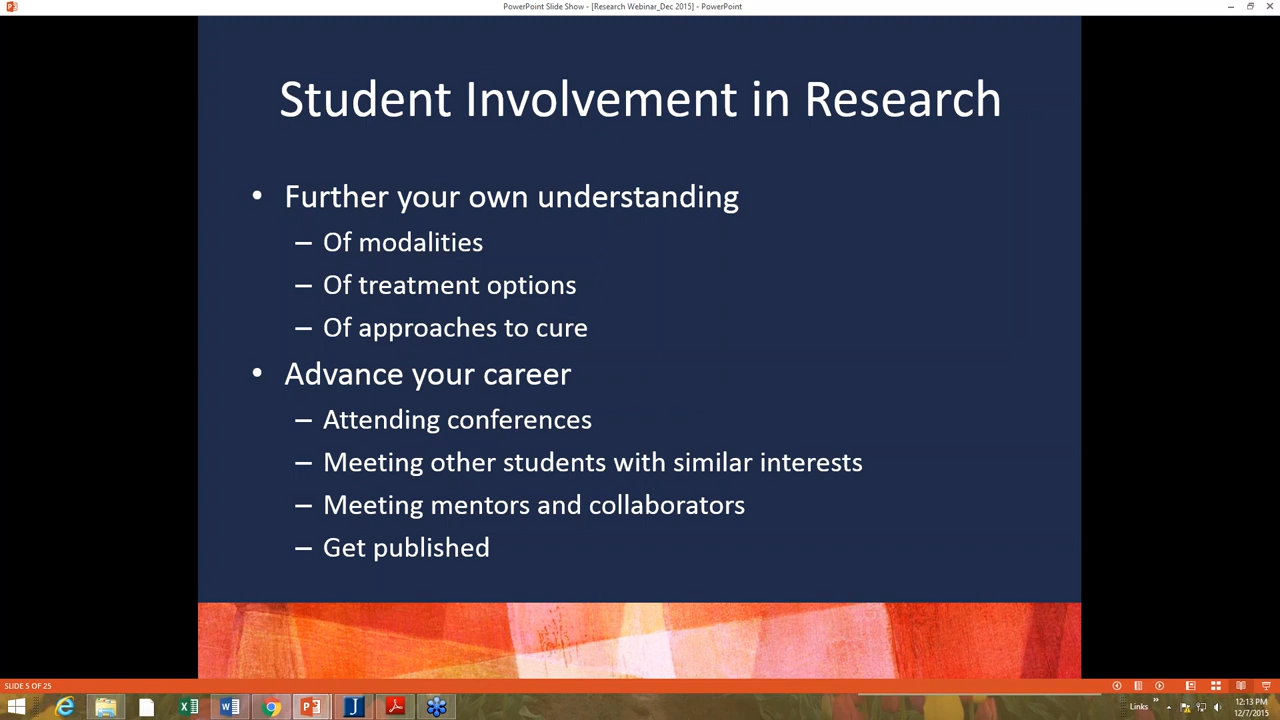 PowerPoint Slide Show - [Research Webinar_Dec 2015] - PowerPoint
Student Involvement in Research
• Further your own understanding
– Of modalities
– Of treatment options
– Of approaches to cure
• Advance your career
– Attending conferences
– Meeting other students with similar interests
– Meeting mentors and collaborators
– Get published
SLIDE 5 OF 25
Links
12:13 PM
12/7/2015